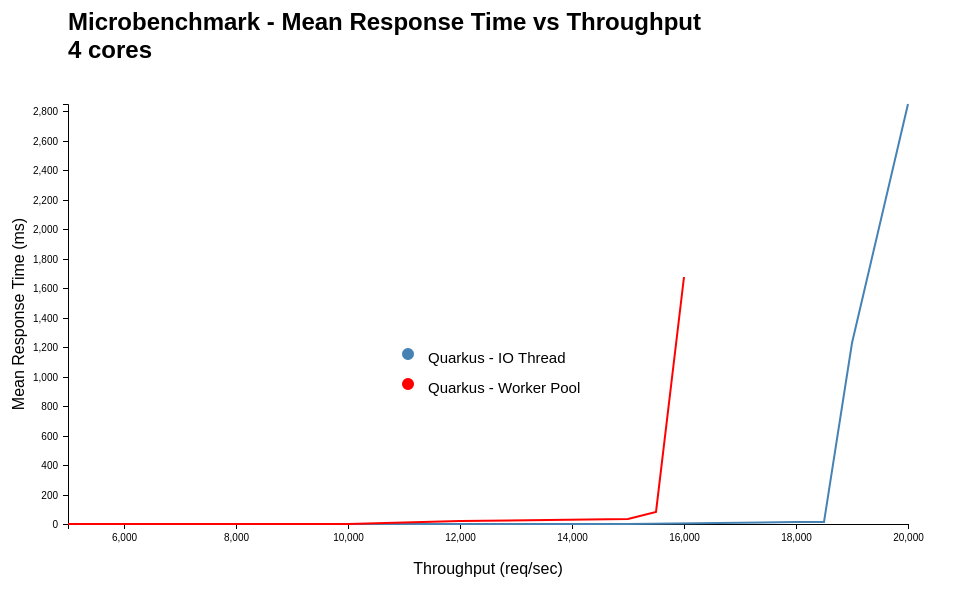 Microbenchmark - Mean Response Time vs Throughput
4 cores
2,800
2,600
2,400
2,200
2,000
1,800
1,600
1,400
1,200
1,000
800
600
400
200
0
Mean Response Time (ms)
Quarkus - IO Thread
Quarkus - Worker Pool
6,000 8,000 10,000 12,000 14,000 16,000 18,000 20,000
Throughput (req/sec)